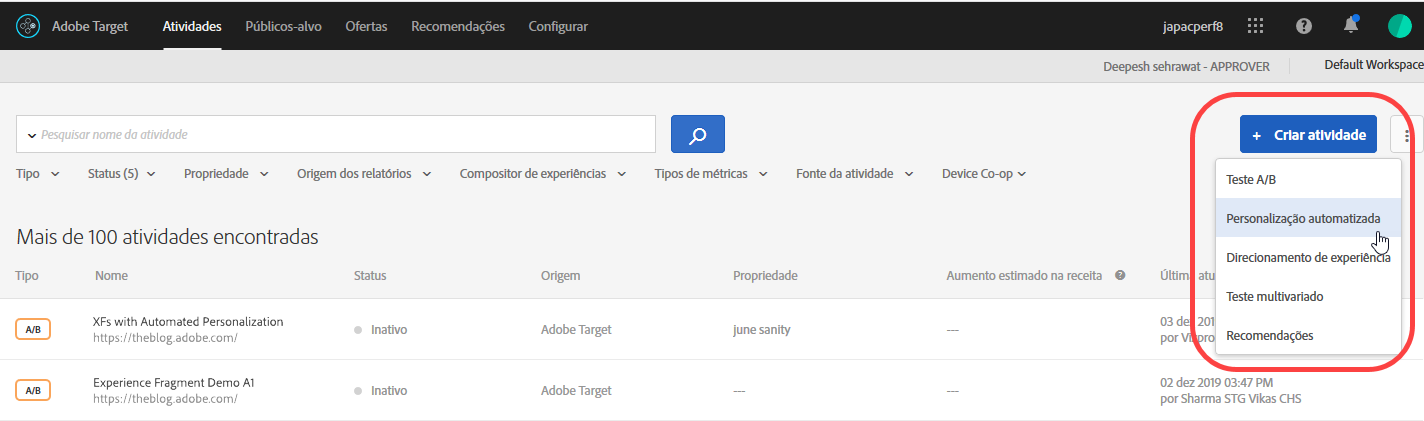 Adobe Target Atividades Públicos-alvo Ofertas Recomendações Configurar japacperf8
Deepesh sehrawat - APPROVER Default Workspace
Pesquisar nome da atividade
+ Criar atividade
Tipo Status (5) Propriedade Origem dos relatórios Compositor de experiências Tipos de métricas Fonte da atividade Device Co-op
Teste A/B
Personalização automatizada
Direcionamento de experiência
Teste multivariado
Recomendações
Mais de 100 atividades encontradas
Tipo Nome Status Origem Propriedade Aumento estimado na receita Última atu
A/B XFs with Automated Personalization Inativo Adobe Target june sanity --- 03 dez
https://theblog.adobe.com/ por
A/B Experience Fragment Demo A1 Inativo Adobe Target --- --- 02 dez 2019 03:47 PM
https://theblog.adobe.com/ por Sharma STG Vikas CHS